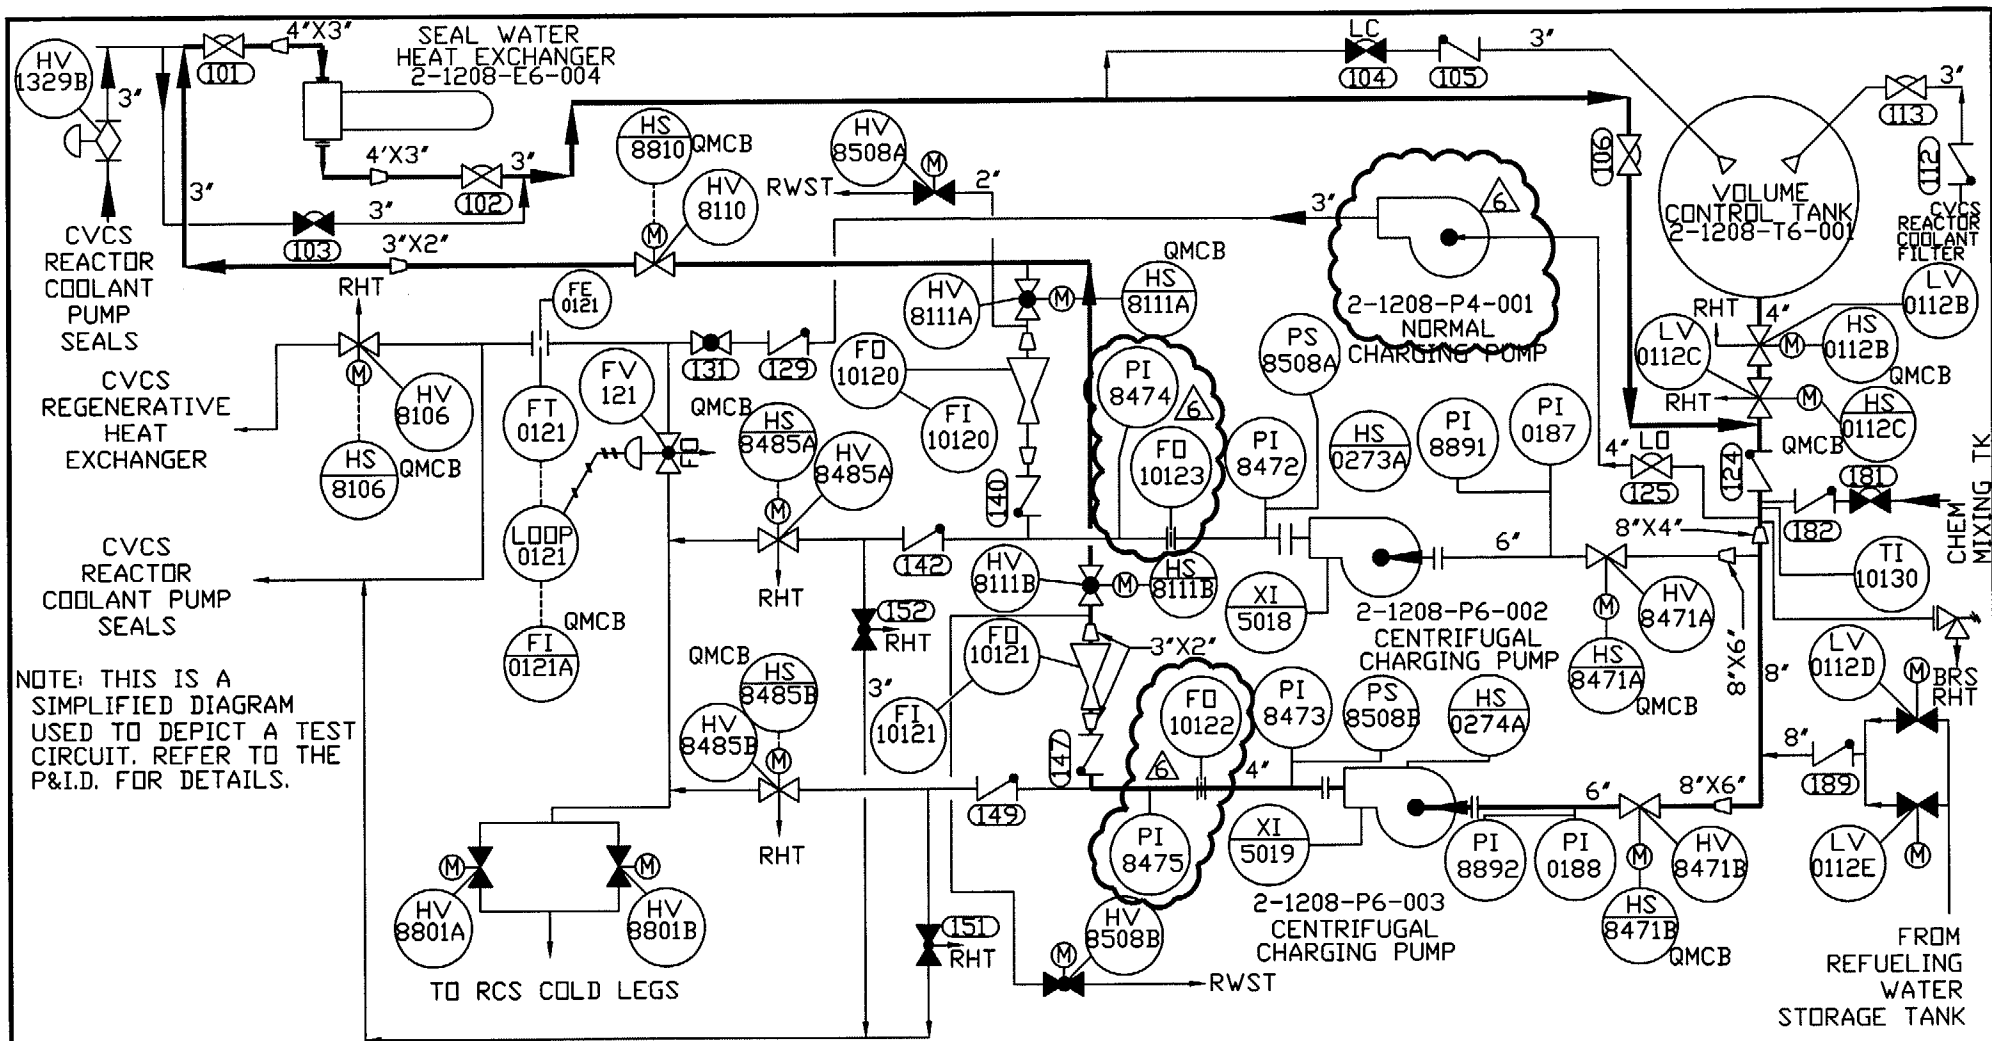 HV
1329B
3"
101
4"X3"
SEAL WATER
HEAT EXCHANGER
2-1208-E6-004
4'X3"
102
3"
3"
103
3"
CVCS
REACTOR
COOLANT
PUMP
SEALS
3"X2"
HS
8810
QMCB
HV
8110
M
HV
8508A
M
RWST
2"
LC
104
105
3"
106
113
3"
112
VOLUME
CONTROL TANK
2-1208-T6-001
CVCS
REACTOR
COOLANT
FILTER
3"
6
2-1208-P4-001
NORMAL
CHARGING PUMP
RHT
FE
0121
HV
8111A
M
QMCB
HS
8111A
PS
8508A
LV
0112C
RHT
4"
M
HS
0112B
LV
0112B
QMCB
RHT
M
HS
0112C
QMCB
CVCS
REGENERATIVE
HEAT
EXCHANGER
M
HV
8106
HS
8106
QMCB
FT
0121
FV
121
FO
131
129
QMCB
HS
8485A
HV
8485A
M
RHT
FO
10120
FI
10120
140
142
PI
8474
6
FO
10123
PI
8472
HS
0273A
PI
8891
PI
0187
4"
LO
125
124
181
182
CHEM
MIXING TK
8"X4"
TI
10130
LOOP
0121
QMCB
FI
0121A
CVCS
REACTOR
COOLANT PUMP
SEALS
HV
8111B
M
HS
8111B
XI
5018
6"
2-1208-P6-002
CENTRIFUGAL
CHARGING PUMP
M
HV
8471A
HS
8471A
QMCB
8"X6"
8"
BRS
RHT
152
RHT
FO
10121
FI
10121
3"X2"
3"
147
NOTE: THIS IS A
SIMPLIFIED DIAGRAM
USED TO DEPICT A TEST
CIRCUIT. REFER TO THE
P&I.D. FOR DETAILS.
QMCB
HS
8485B
HV
8485B
M
RHT
149
FO
10122
6
4"
PI
8475
PI
8473
PS
8508B
HS
0274A
XI
5019
6"
8"X6"
PI
8892
PI
0188
M
HV
8471B
HS
8471B
QMCB
LV
0112D
M
8"
189
LV
0112E
M
2-1208-P6-003
CENTRIFUGAL
CHARGING PUMP
M
M
HV
8801A
HV
8801B
TO RCS COLD LEGS
151
RHT
HV
8508B
M
RWST
FROM
REFUELING
WATER
STORAGE TANK